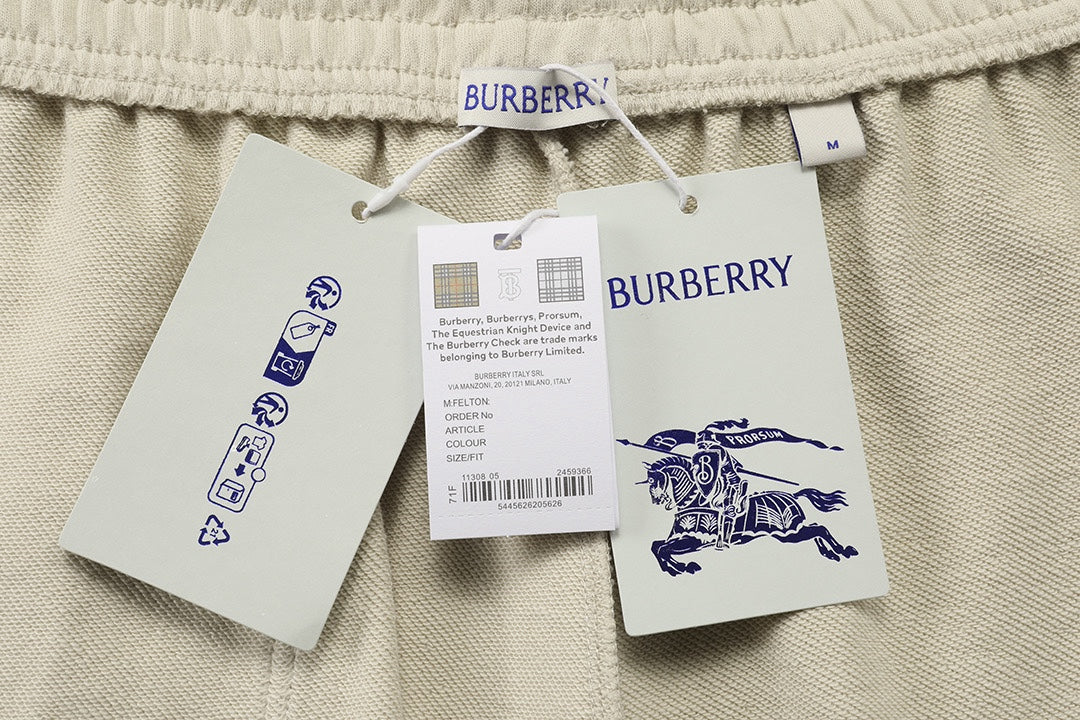 BURBERRY
M
FR
Burberry, Burberrys, Prorsum,
The Equestrian Knight Device and
The Burberry Check are trade marks
belonging to Burberry Limited.
BURBERRY ITALY SRL
VIA MANZONI, 20, 20121 MILANO, ITALY
M:FELTON:
ORDER No
ARTICLE
COLOUR
SIZE/FIT
71F
11308 05 2459366
5445626205626
BURBERRY
PRORSUM
B